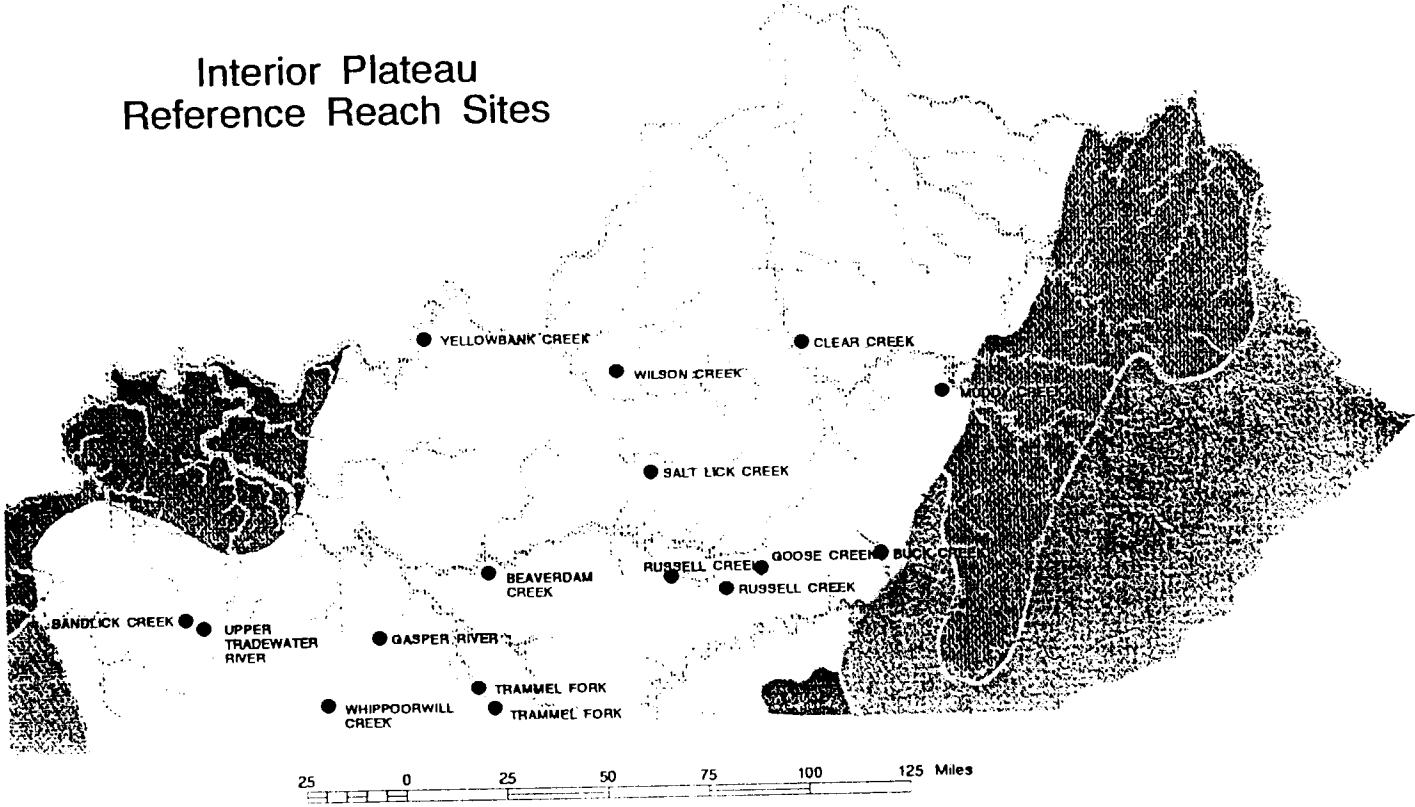 Interior Plateau
Reference Reach Sites
YELLOWBANK CREEK
CLEAR CREEK
WILSON CREEK
MUDDY CREEK
SALT LICK CREEK
GOOSE CREEK
BUCK CREEK
RUSSELL CREEK
RUSSELL CREEK
BEAVERDAM
CREEK
SANDLICK CREEK
UPPER
TRADEWATER
RIVER
GASPER RIVER
TRAMMEL FORK
TRAMMEL FORK
WHIPPOORWILL
CREEK
25 0 25 50 75 100 125 Miles